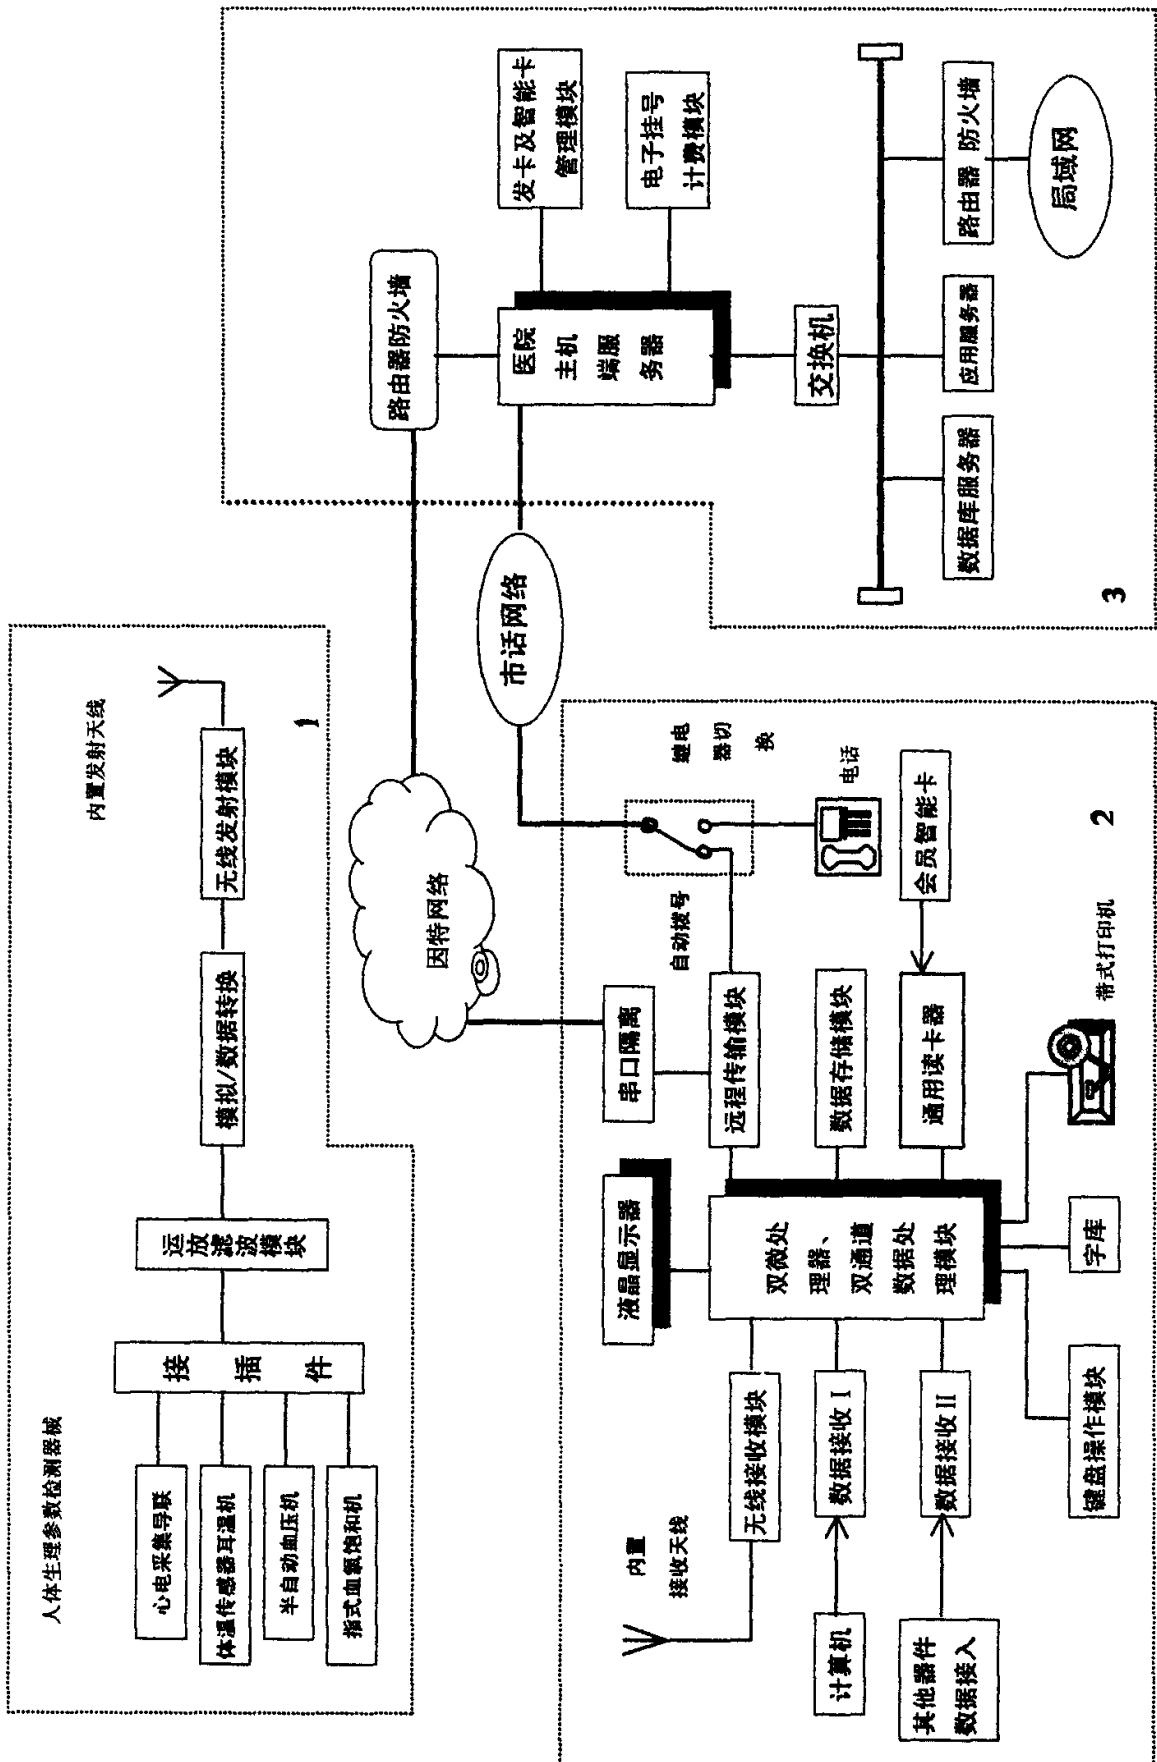 人体生理参数检测器械
心电采集导联
体温传感器耳温机
半自动血压机
指式血氧饱和机
接插件
运放滤波模块
模拟/数据转换
无线发射模块
内置发射天线
1
因特网络
市话网络
内置
接收天线
计算机
其他器件
数据接入
无线接收模块
数据接收 I
数据接收 II
键盘操作模块
液晶显示器
双微处
理器、
双通道
数据处
理模块
字库
带式打印机
串口隔离
远程传输模块
数据存储模块
通用读卡器
自动拨号
继电
器切
换
电话
会员智能卡
2
路由器防火墙
医院
主机
端服
务器
发卡及智能卡
管理模块
电子挂号
计费模块
交换机
数据库服务器
应用服务器
路由器 防火墙
局域网
3